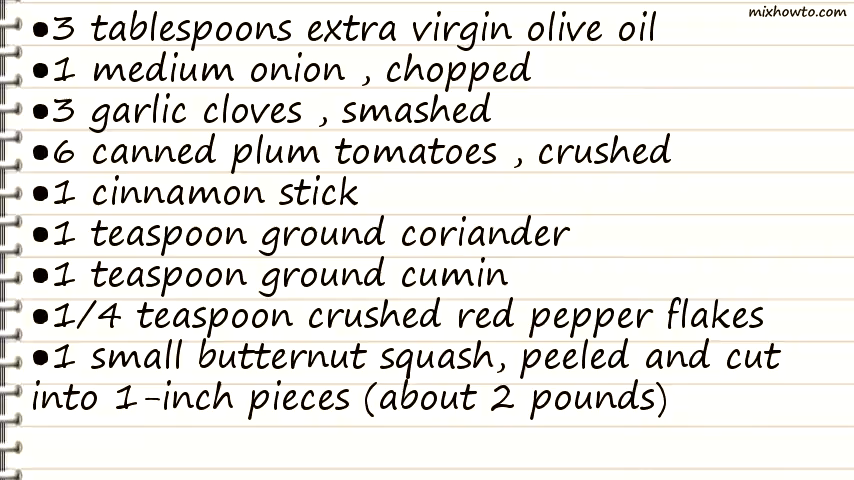 mixhowto.com
•3 tablespoons extra virgin olive oil
•1 medium onion , chopped
•3 garlic cloves , smashed
•6 canned plum tomatoes , crushed
•1 cinnamon stick
•1 teaspoon ground coriander
•1 teaspoon ground cumin
•1/4 teaspoon crushed red pepper flakes
•1 small butternut squash, peeled and cut
into 1-inch pieces (about 2 pounds)